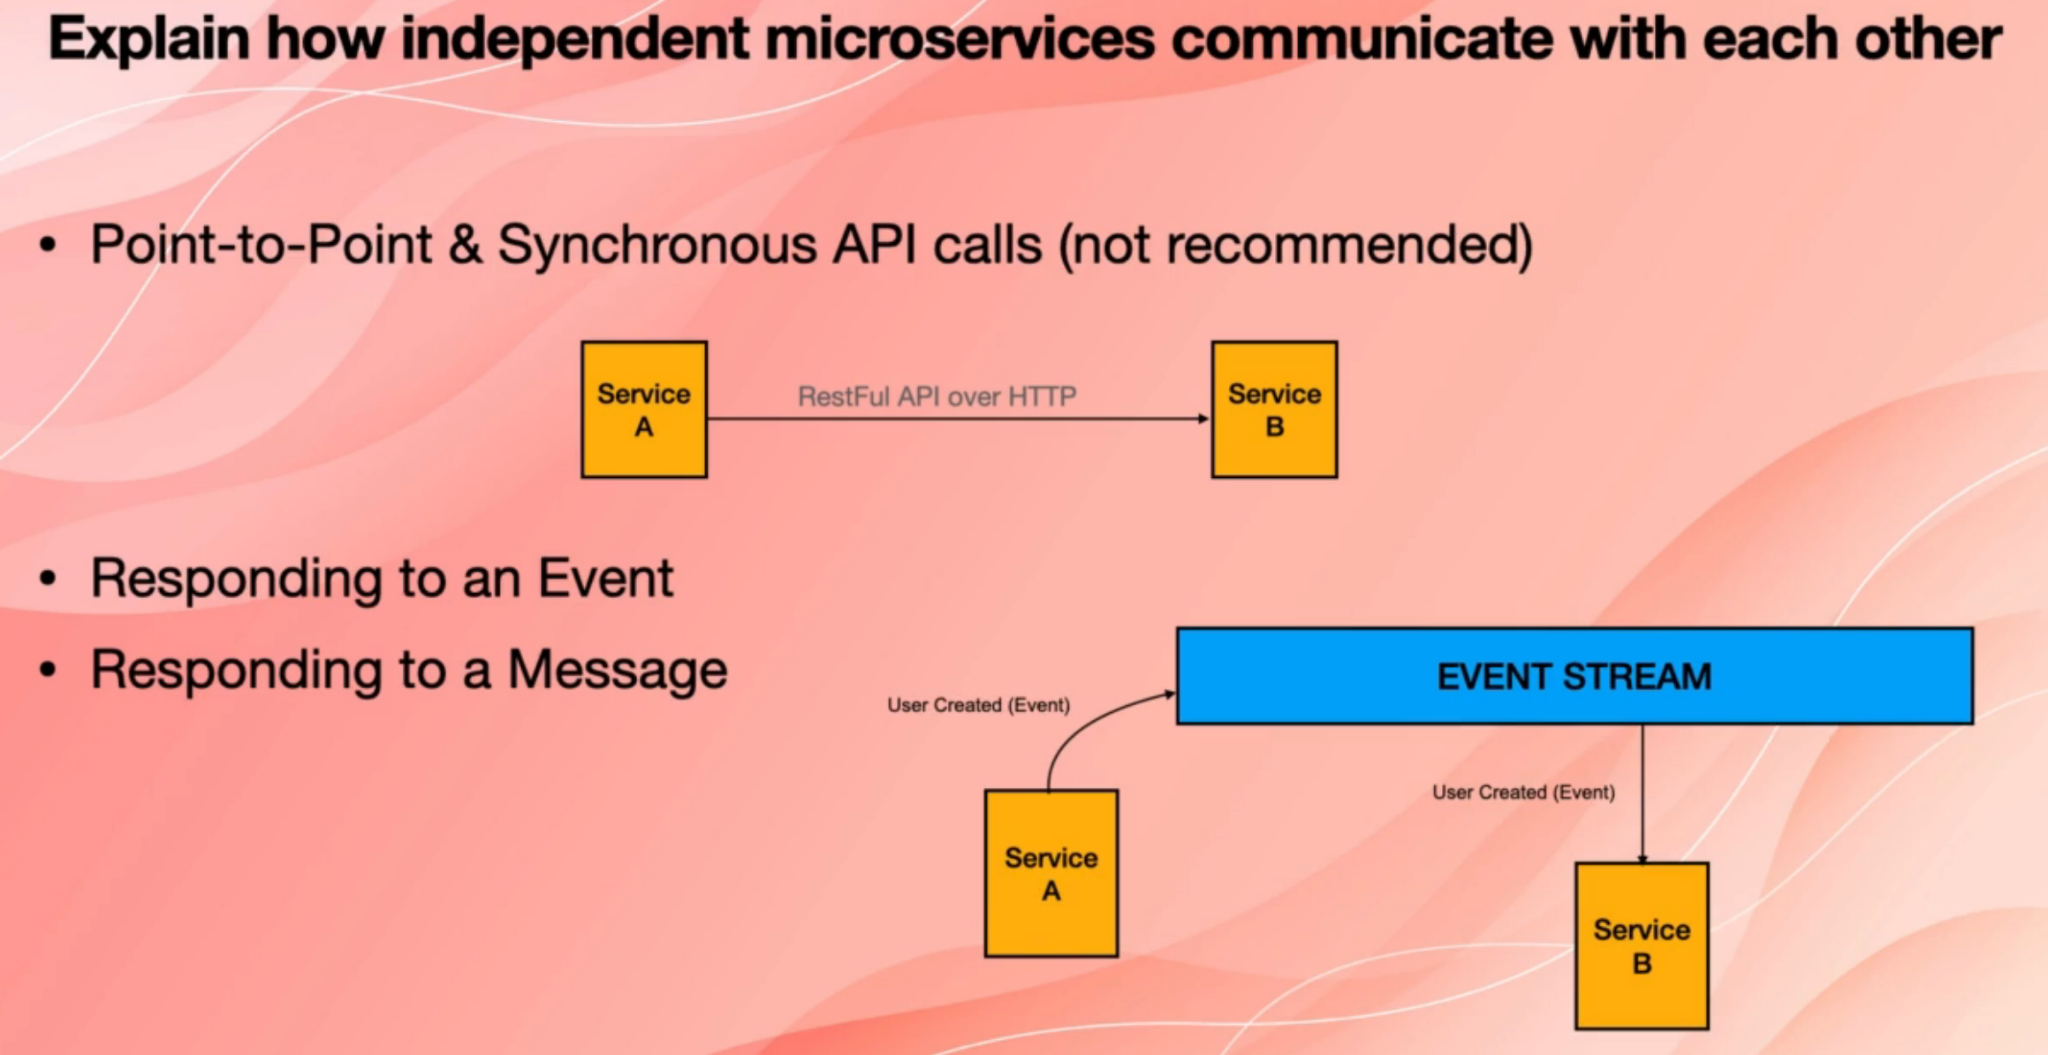 Explain how independent microservices communicate with each other
• Point-to-Point & Synchronous API calls (not recommended)
Service
A
RestFul API over HTTP
Service
B
• Responding to an Event
• Responding to a Message
EVENT STREAM
User Created (Event)
User Created (Event)
Service
A
Service
B